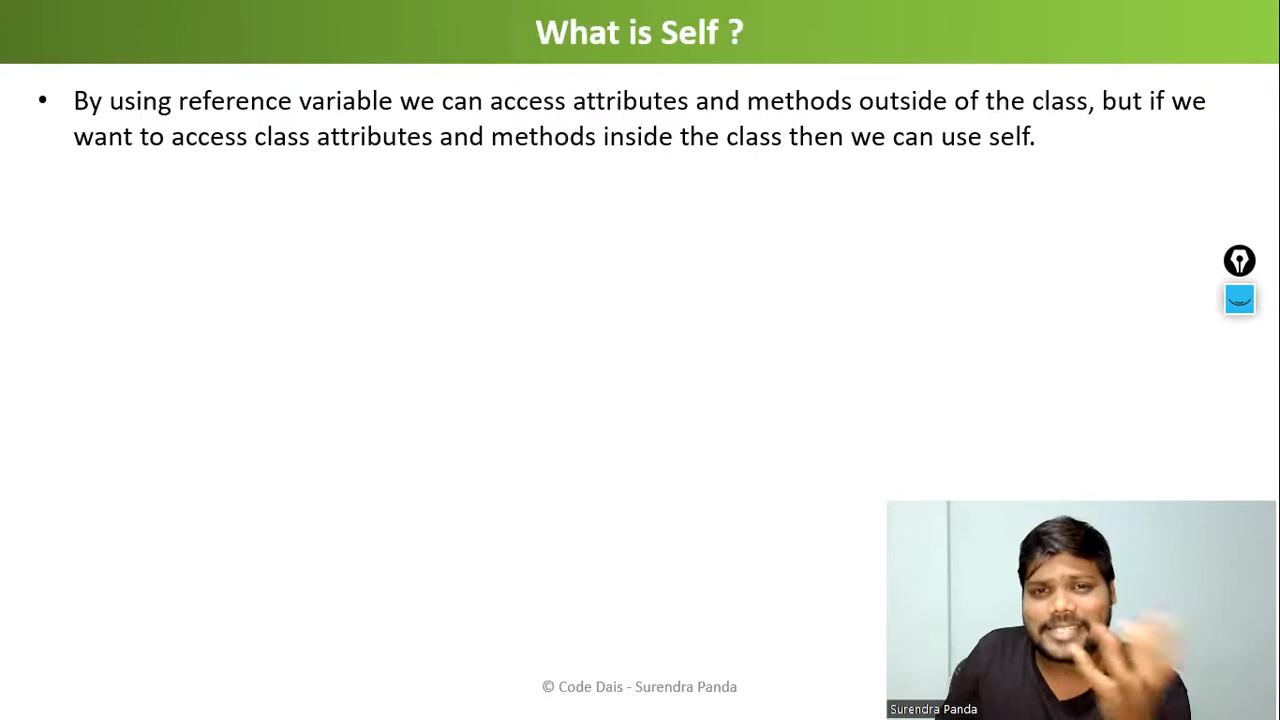 What is Self ?
• By using reference variable we can access attributes and methods outside of the class, but if we
want to access class attributes and methods inside the class then we can use self.
© Code Dais - Surendra Panda
Surendra Panda